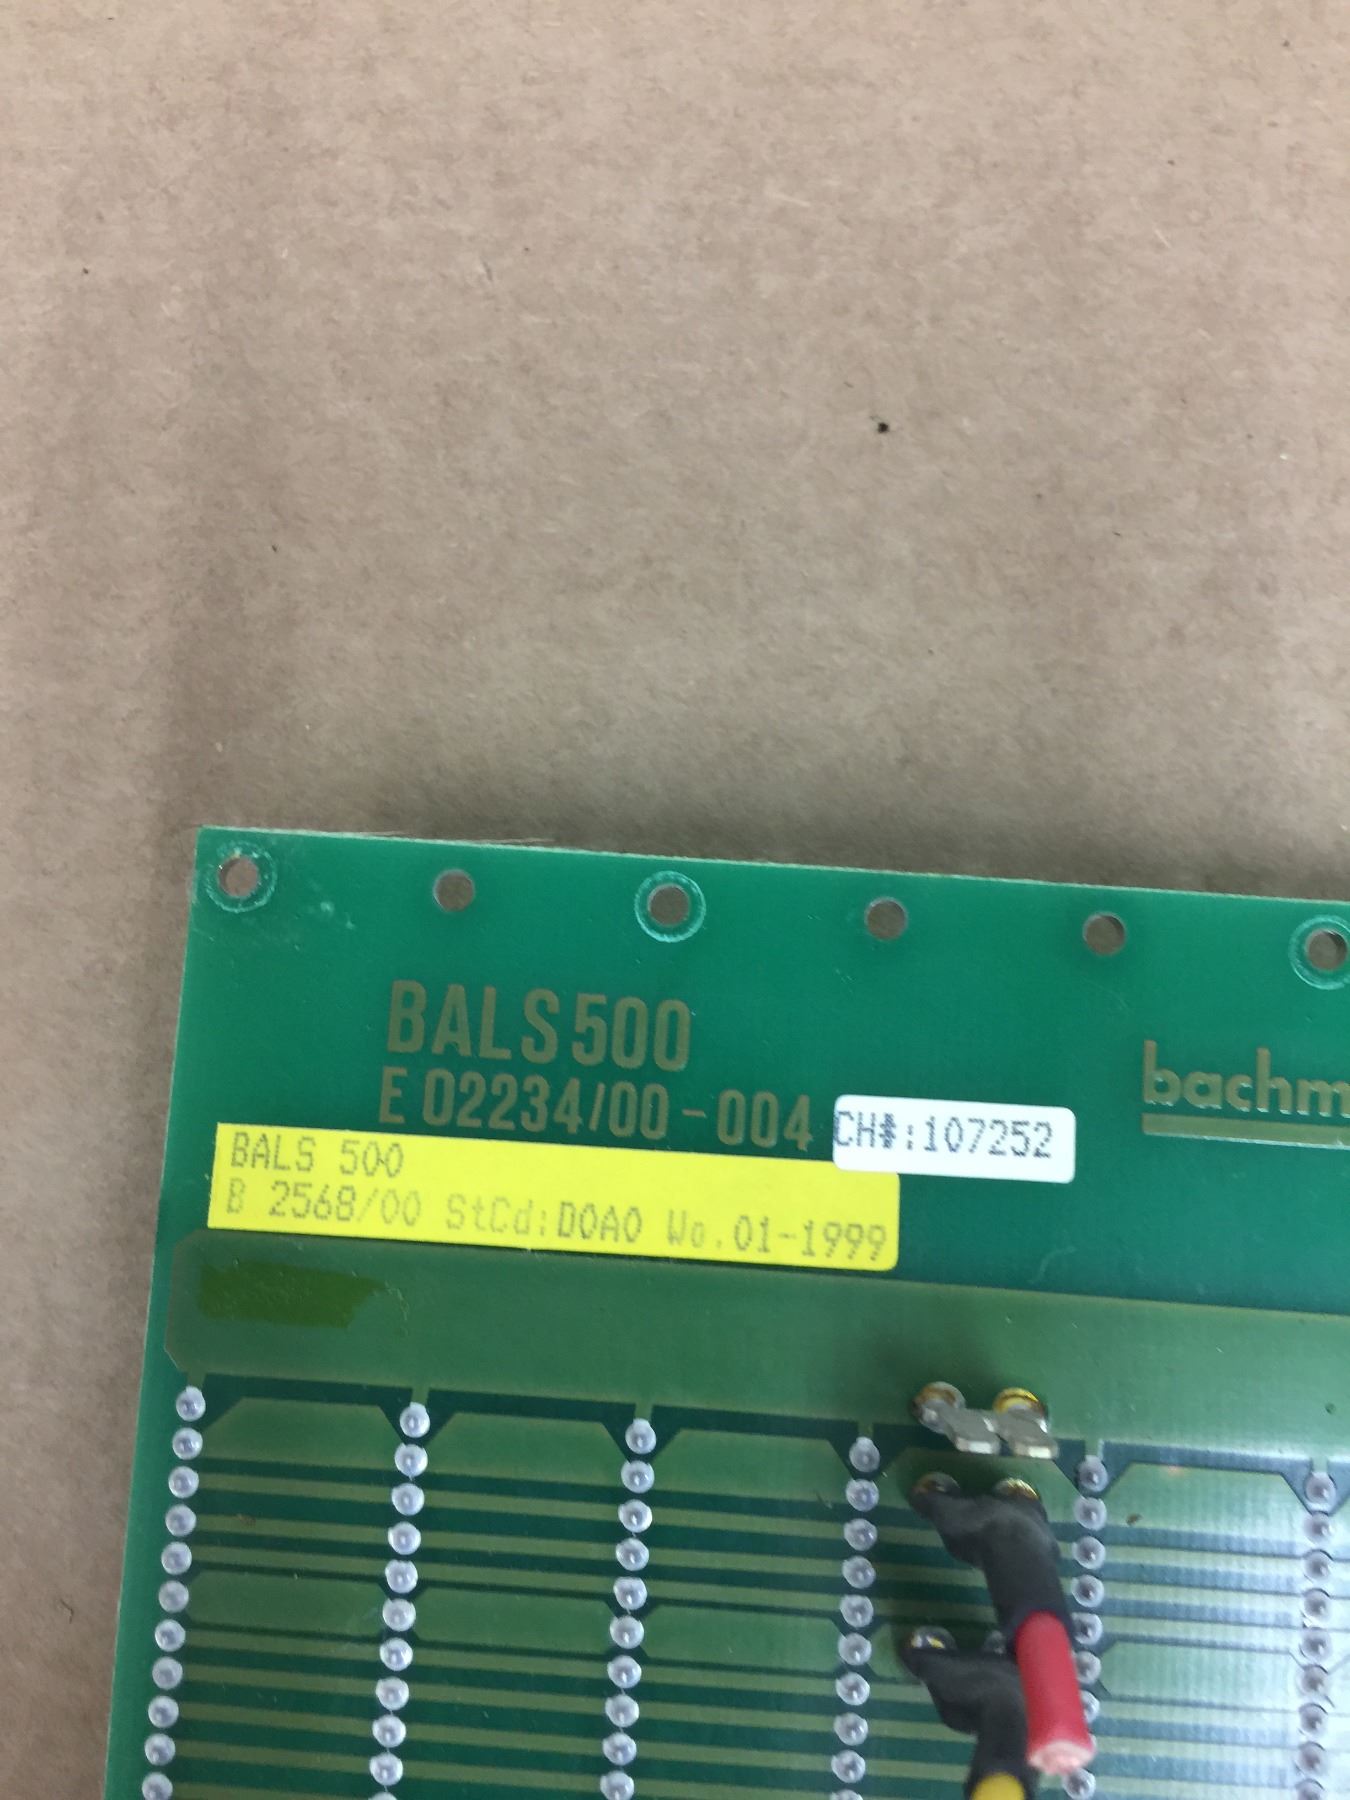 BALS500
E 02234/00-004
CH#:107252
bachm
BALS 500
B 2568/00 StCd:D0A0 Wo.01-1999